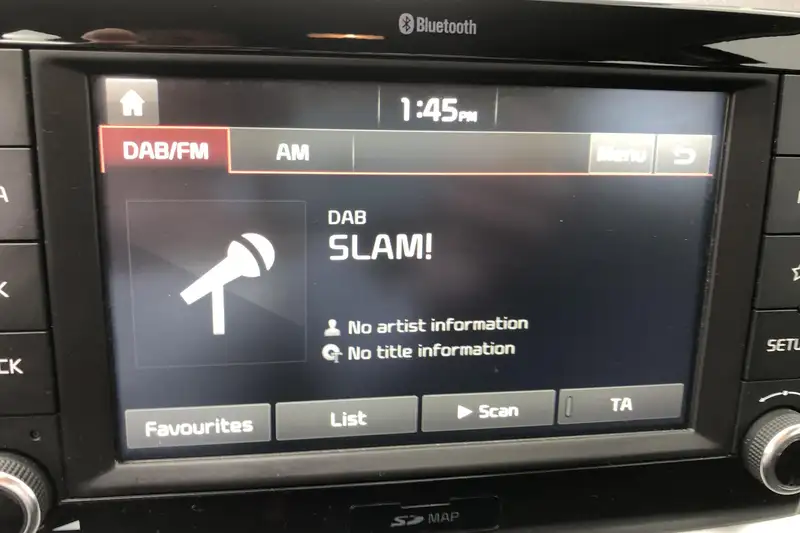 Bluetooth
1:45PM
DAB/FM
AM
Menu
DAB
SLAM!
No artist information
No title information
Favourites
List
Scan
TA
SD MAP